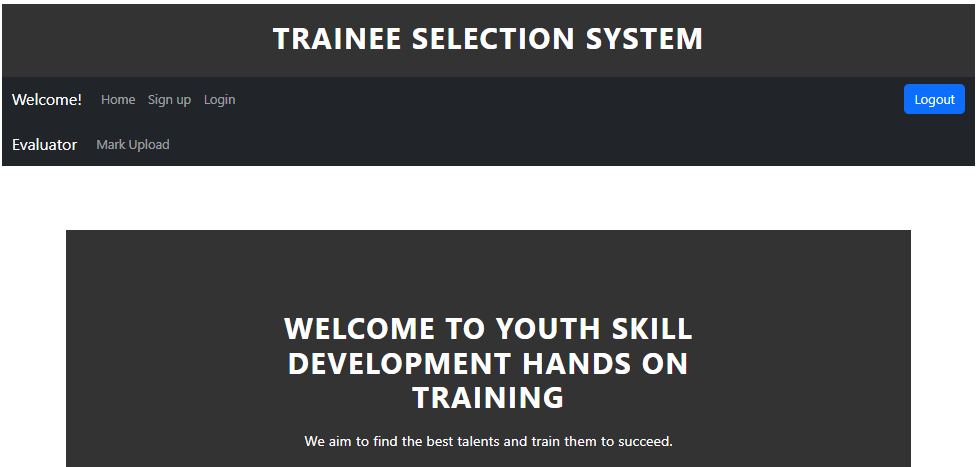 TRAINEE SELECTION SYSTEM
Welcome! Home Sign up Login Logout
Evaluator Mark Upload
WELCOME TO YOUTH SKILL
DEVELOPMENT HANDS ON
TRAINING
We aim to find the best talents and train them to succeed.